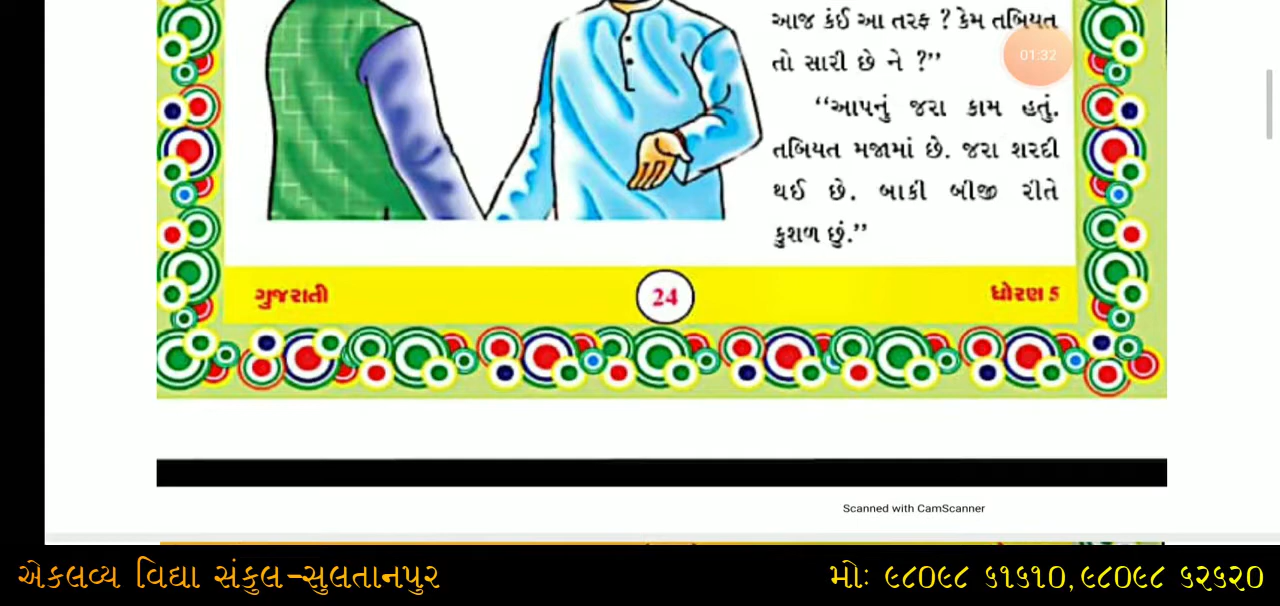 આજ કંઈ આ તરફ ? કેમ તબિયત
તો સારી છે ને ?”
01:32
“આપનું જરા કામ હતું.
તબિયત મજામાં છે. જરા શરદી
થઈ છે. બાકી બીજી રીતે
કુશળ છું.”
ગુજરાતી 24 ધોરણ 5
Scanned with CamScanner
એકલવ્ય વિદ્યા સંકુલ-સુલતાનપુર મોઃ ૯૮૦૯૮ ૬૧૬૧૦,૯૮૦૯૮ ૬૨૬૨૦